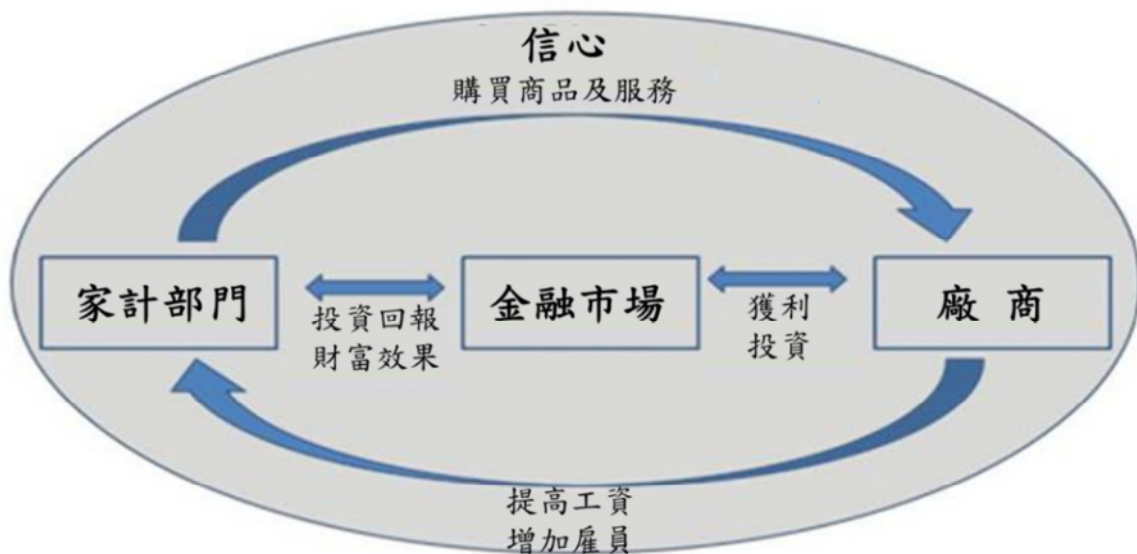 信心
購買商品及服務
家計部門
投資回報
財富效果
金融市場
獲利
投資
廠商
提高工資
增加雇員